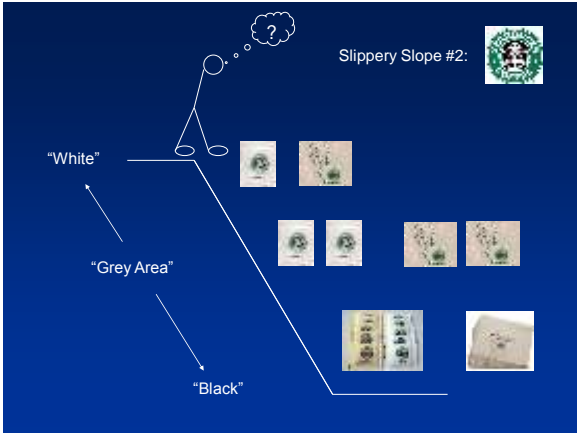 ?
Slippery Slope #2:
“White”
“Grey Area”
“Black”